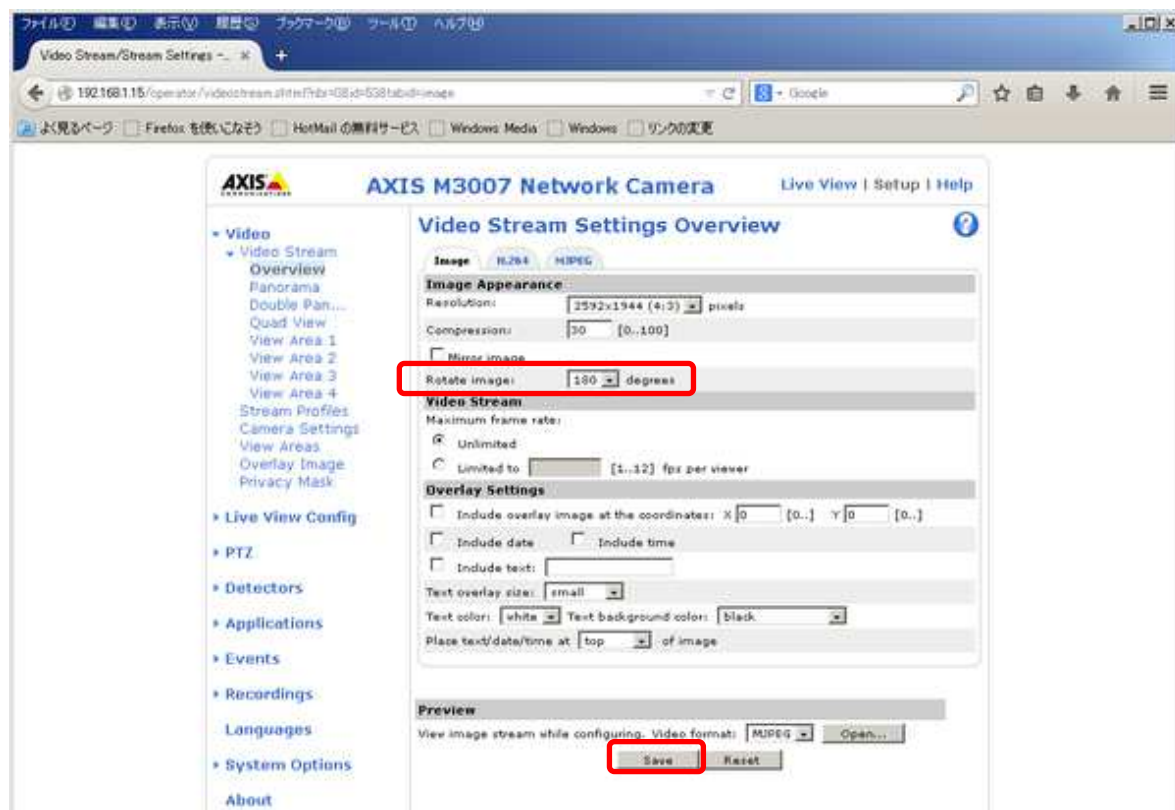 ファイル(F) 編集(E) 表示(V) 履歴(S) ブックマーク(B) ツール(T) ヘルプ(H)
Video Stream/Stream Settings -...
192.168.1.15/operator/videostream.shtml?nbr=0&id=538tabid=image
Google
よく見るページ Firefox を使いこなそう HotMail の無料サービス Windows Media Windows リンクの変更
AXIS
COMMUNICATIONS
AXIS M3007 Network Camera
Live View | Setup | Help
Video
Video Stream
Overview
Panorama
Double Pan...
Quad View
View Area 1
View Area 2
View Area 3
View Area 4
Stream Profiles
Camera Settings
View Areas
Overlay Image
Privacy Mask
Live View Config
PTZ
Detectors
Applications
Events
Recordings
Languages
System Options
About
Video Stream Settings Overview
Image H.264 MJPEG
Image Appearance
Resolution: 2592x1944 (4:3) pixels
Compression: 30 [0..100]
Mirror image
Rotate image: 180 degrees
Video Stream
Maximum frame rate:
Unlimited
Limited to [1..12] fps per viewer
Overlay Settings
Include overlay image at the coordinates: X 0 [0..] Y 0 [0..]
Include date Include time
Include text:
Text overlay size: small
Text color: white Text background color: black
Place text/date/time at top of image
Preview
View image stream while configuring. Video format: MJPEG Open...
Save Reset